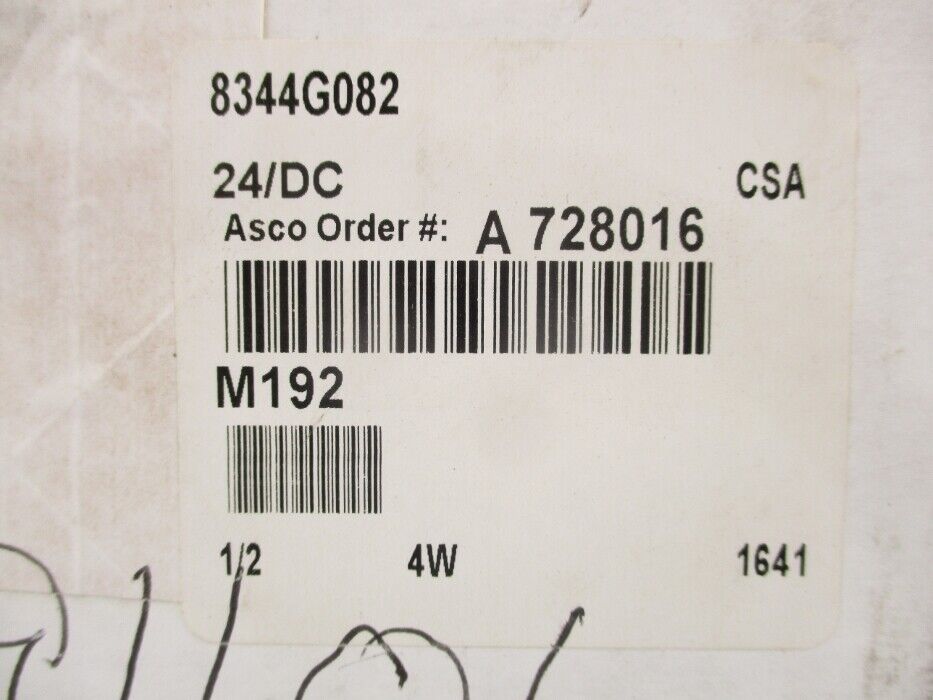 8344G082
24/DC CSA
Asco Order #: A 728016
M192
1/2 4W 1641